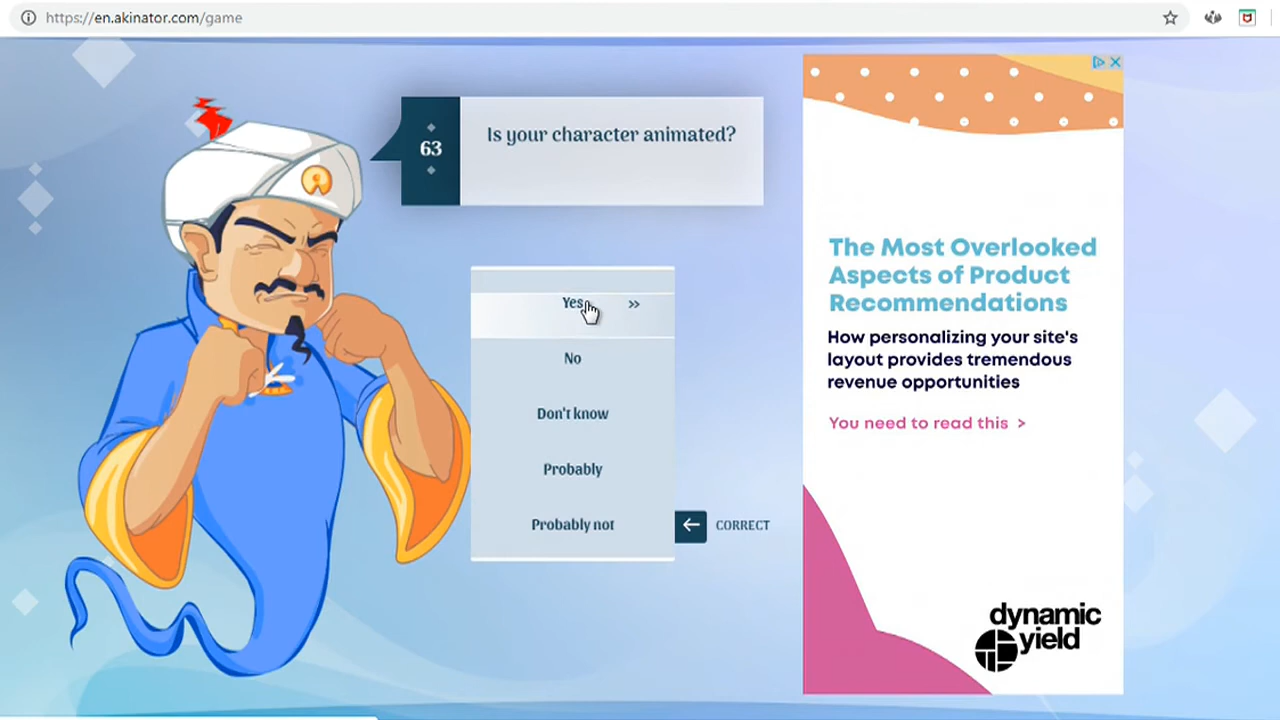 https://en.akinator.com/game
63
Is your character animated?
Yes
No
Don't know
Probably
Probably not
CORRECT
The Most Overlooked
Aspects of Product
Recommendations
How personalizing your site's
layout provides tremendous
revenue opportunities
You need to read this >
dynamic
yield